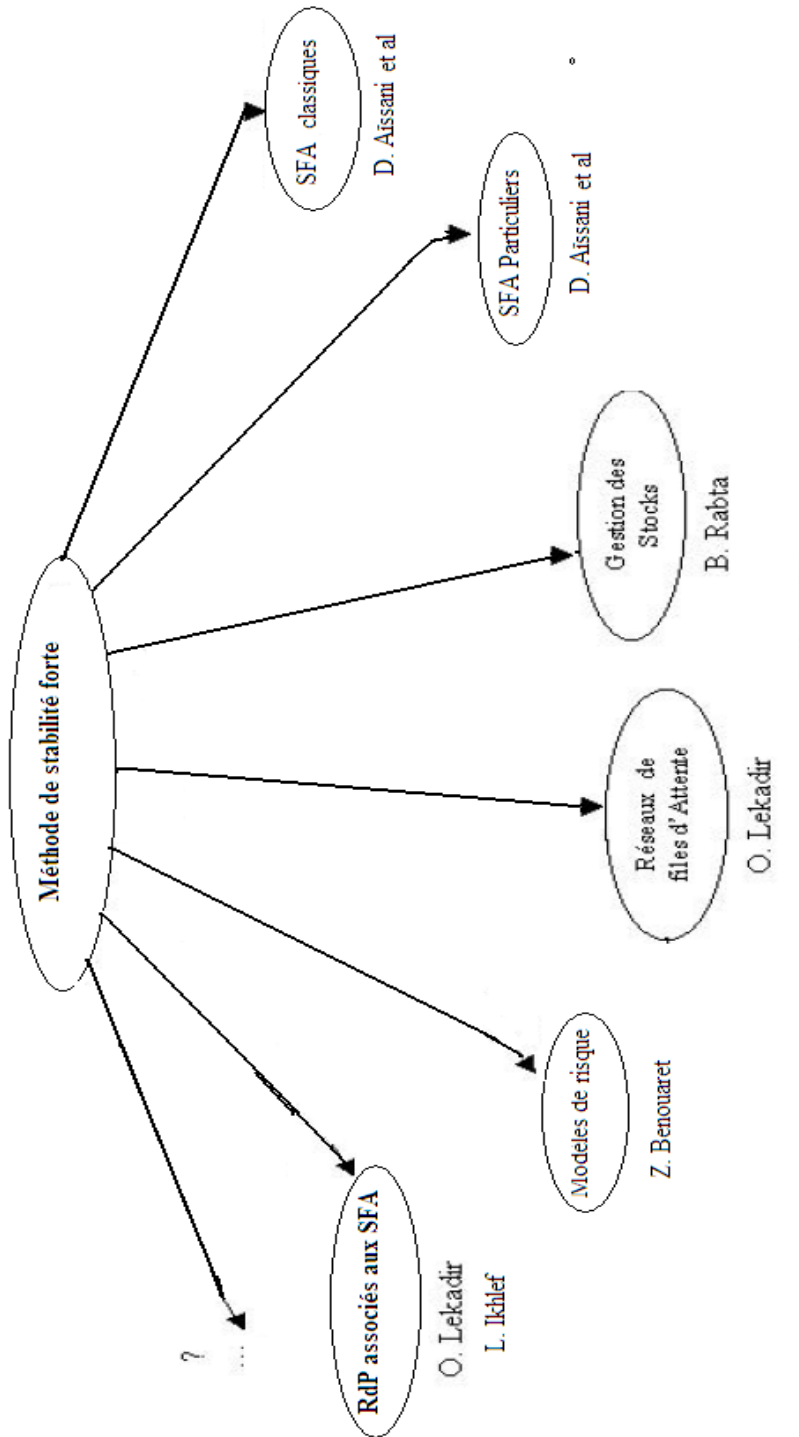 Méthode de stabilité forte
?
...
RdP associés aux SFA
O. Lekadir
L. Ikhlef
Modèles de risque
Z. Benouaret
Réseaux de
files d'Attente
O. Lekadir
Gestion des
Stocks
B. Rabta
SFA Particuliers
D. Aïssani et al
SFA classiques
D. Aïssani et al